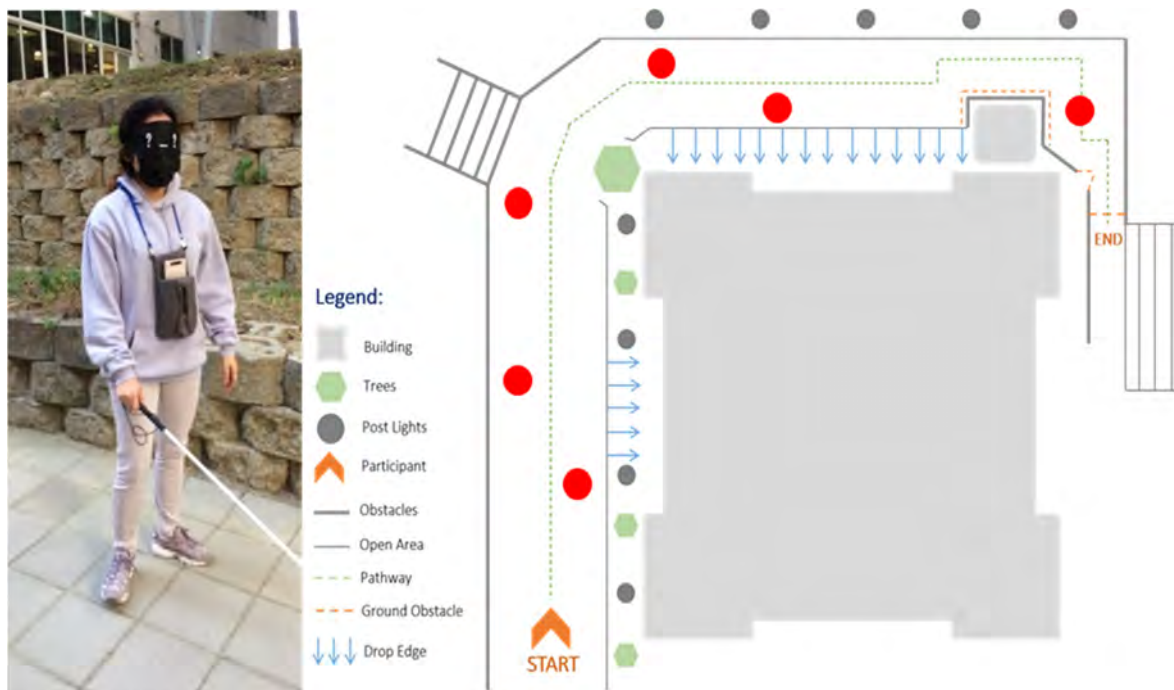 ? _ ?
Legend:
Building
Trees
Post Lights
Participant
Obstacles
Open Area
Pathway
Ground Obstacle
Drop Edge
START
END